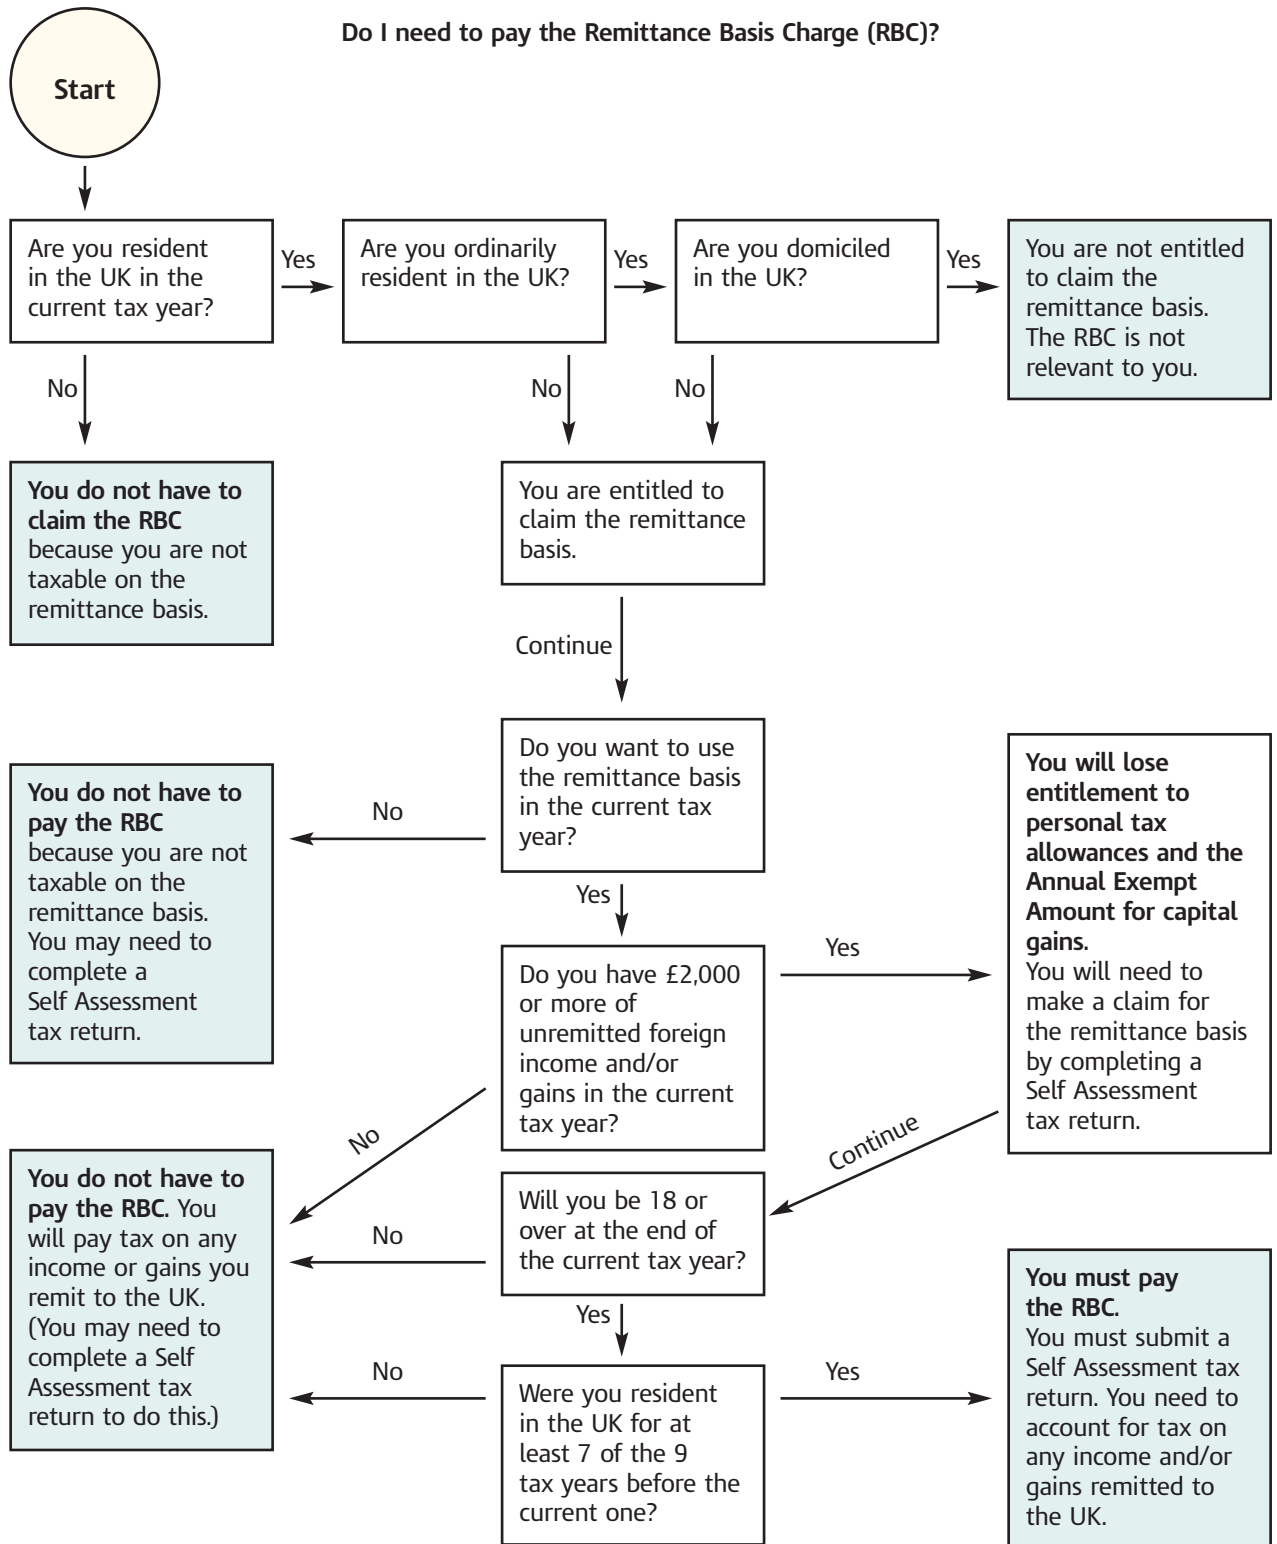 Do I need to pay the Remittance Basis Charge (RBC)?
Start
Are you resident
in the UK in the
current tax year?
Yes
Are you ordinarily
resident in the UK?
Yes
Are you domiciled
in the UK?
Yes
You are not entitled
to claim the
remittance basis.
The RBC is not
relevant to you.
No
No
No
You do not have to
claim the RBC
because you are not
taxable on the
remittance basis.
You are entitled to
claim the remittance
basis.
Continue
Do you want to use
the remittance basis
in the current tax
year?
No
You do not have to
pay the RBC
because you are not
taxable on the
remittance basis.
You may need to
complete a
Self Assessment
tax return.
Yes
Do you have £2,000
or more of
unremitted foreign
income and/or
gains in the current
tax year?
Yes
You will lose
entitlement to
personal tax
allowances and the
Annual Exempt
Amount for capital
gains.
You will need to
make a claim for
the remittance basis
by completing a
Self Assessment
tax return.
No
Continue
Will you be 18 or
over at the end of
the current tax year?
No
You do not have to
pay the RBC. You
will pay tax on any
income or gains you
remit to the UK.
(You may need to
complete a Self
Assessment tax
return to do this.)
Yes
Were you resident
in the UK for at
least 7 of the 9
tax years before the
current one?
No
Yes
You must pay
the RBC.
You must submit a
Self Assessment tax
return. You need to
account for tax on
any income and/or
gains remitted to
the UK.